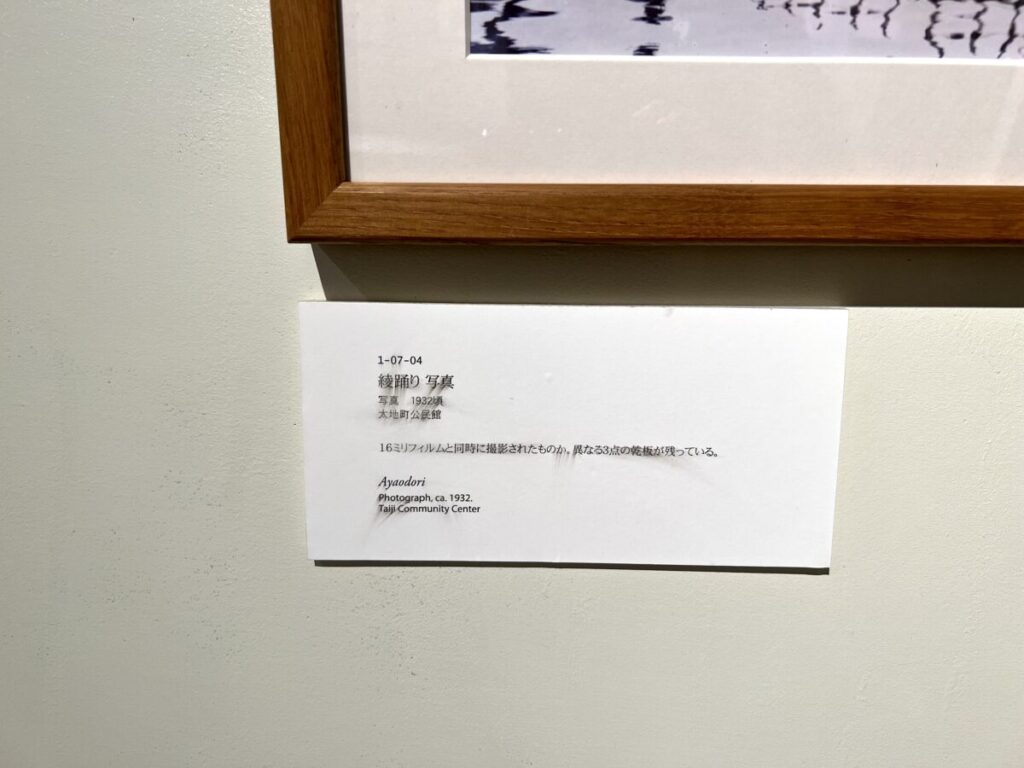 1-07-04
綾踊り 写真
写真　1932頃
太地町公民館
16ミリフィルムと同時に撮影されたものか。異なる3点の乾板が残っている。
Ayaodori
Photograph, ca. 1932.
Taiji Community Center